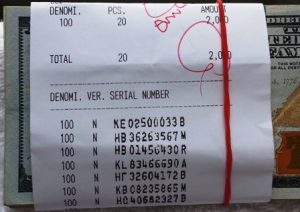 DENOMI. PCS. AMOUNT
100 20 2,000
TOTAL 20 2,000
DENOMI. VER. SERIAL NUMBER
100 N KE02500033B
100 N HB36263567M
100 N HB01456430R
100 N KL83466690A
100 N HF32604172B
100 N KB08235865M
100 N HQ40682327B